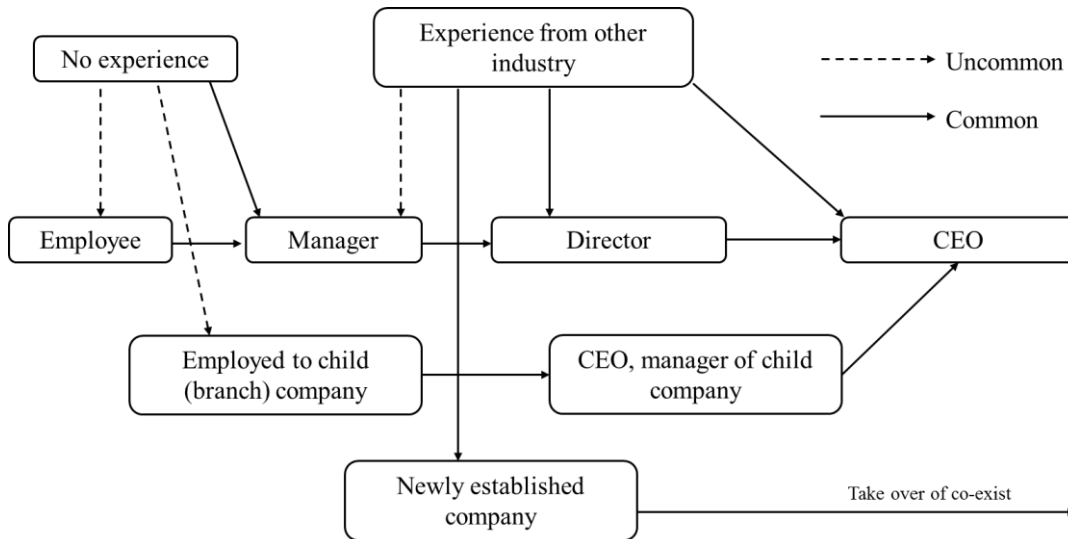 No experience
Experience from other
industry
Uncommon
Common
Employee
Manager
Director
CEO
Employed to child
(branch) company
CEO, manager of child
company
Newly established
company
Take over of co-exist